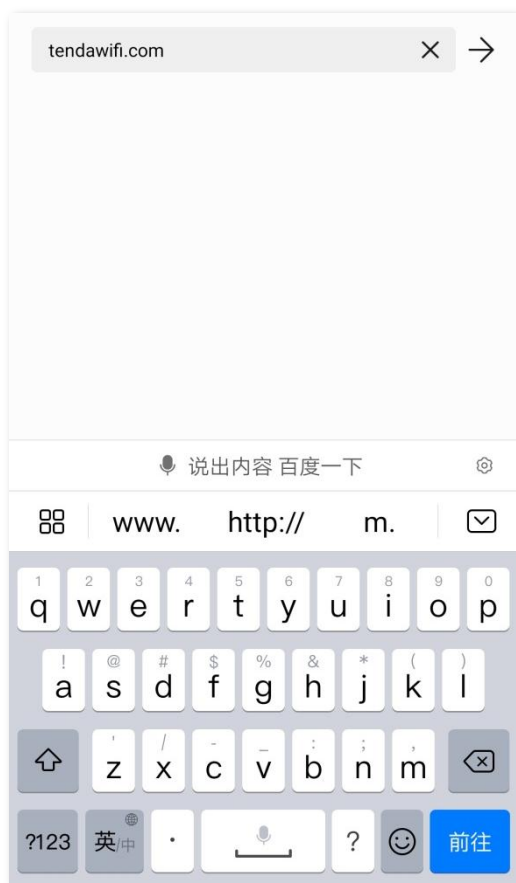 tendawifi.com
说出内容 百度一下
www. http:// m.
1 2 3 4 5 6 7 8 9 0
q w e r t y u i o p
! @ # $ % & * ( )
a s d f g h j k l
' / - _ : ; ,
z x c v b n m
?123 英/中 · ? 前往